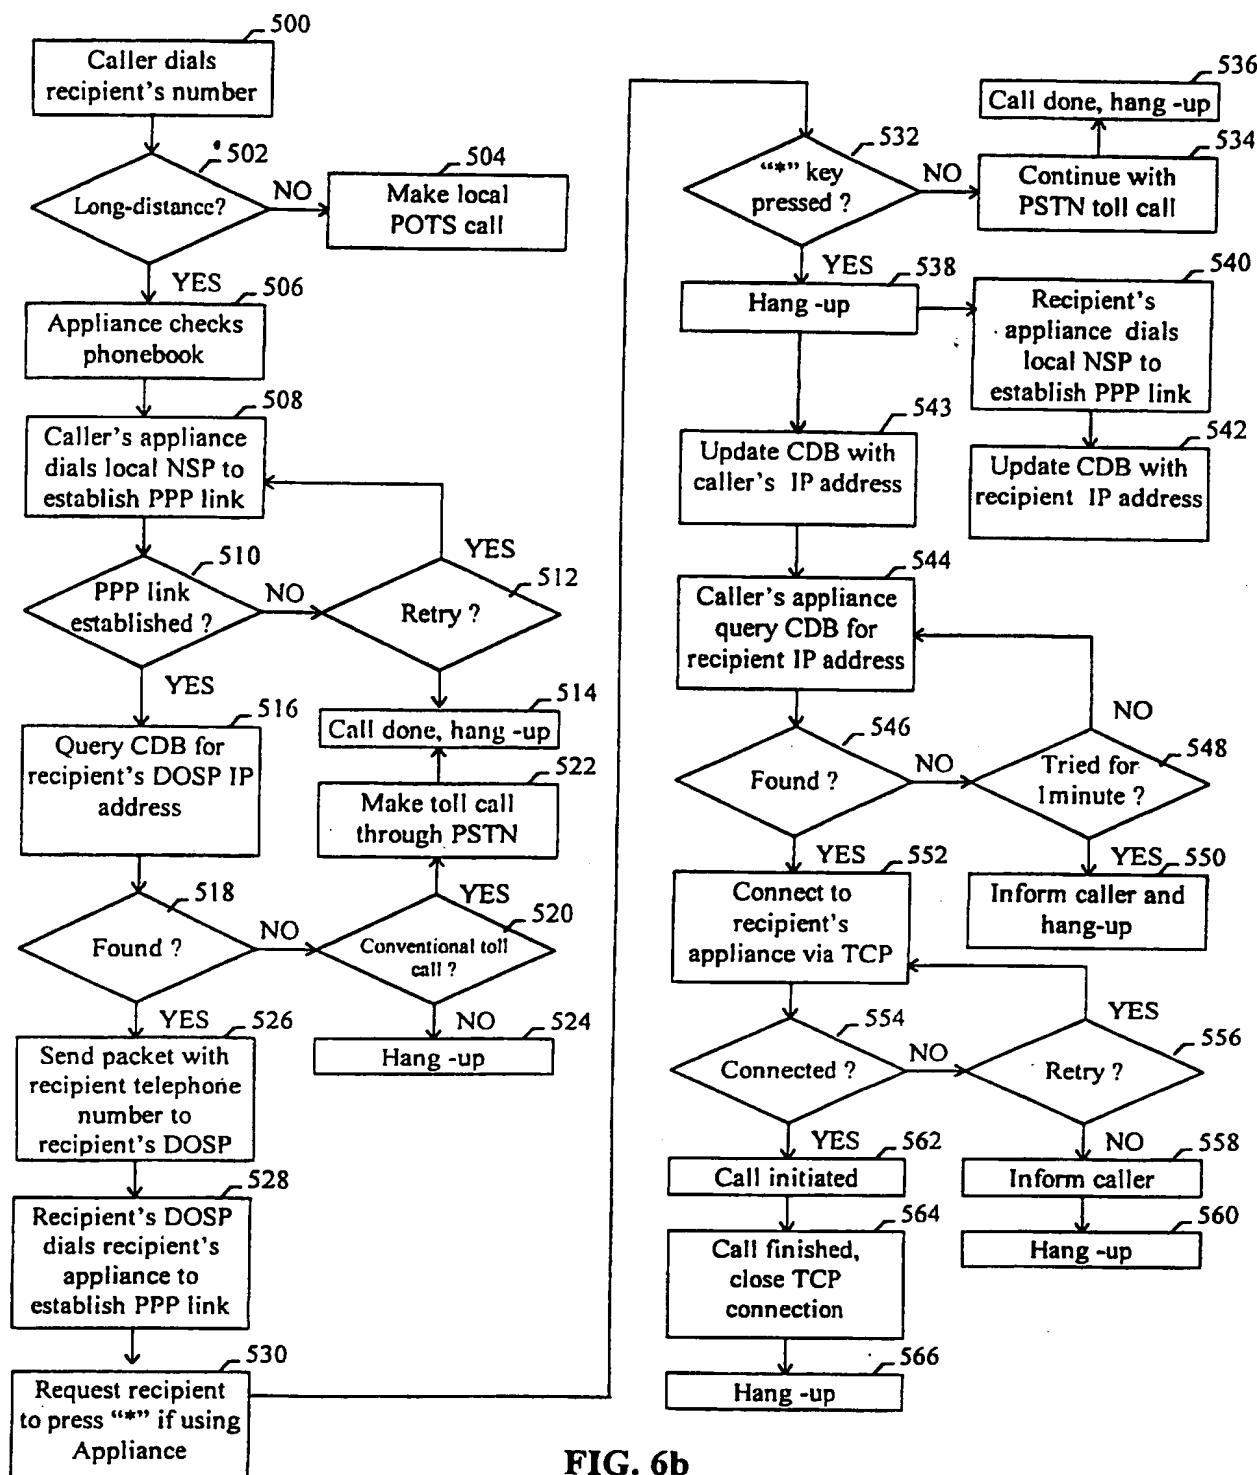 500
Caller dials
recipient's number
502
Long-distance?
NO
504
Make local
POTS call
YES
506
Appliance checks
phonebook
508
Caller's appliance
dials local NSP to
establish PPP link
510
PPP link
established ?
NO
YES
512
Retry ?
YES
516
Query CDB for
recipient's DOSP IP
address
514
Call done, hang -up
522
Make toll call
through PSTN
518
Found ?
NO
YES
520
Conventional toll
call ?
YES
526
Send packet with
recipient telephone
number to
recipient's DOSP
NO
524
Hang -up
528
Recipient's DOSP
dials recipient's
appliance to
establish PPP link
530
Request recipient
to press “*” if using
Appliance
536
Call done, hang -up
532
“*” key
pressed ?
NO
534
Continue with
PSTN toll call
YES
538
Hang -up
540
Recipient's
appliance dials
local NSP to
establish PPP link
543
Update CDB with
caller's IP address
542
Update CDB with
recipient IP address
544
Caller's appliance
query CDB for
recipient IP address
546
Found ?
NO
NO
548
Tried for
1minute ?
YES
552
Connect to
recipient's
appliance via TCP
YES
550
Inform caller and
hang-up
554
Connected ?
NO
YES
556
Retry ?
YES
562
Call initiated
NO
558
Inform caller
564
Call finished,
close TCP
connection
560
Hang -up
566
Hang -up
FIG. 6b